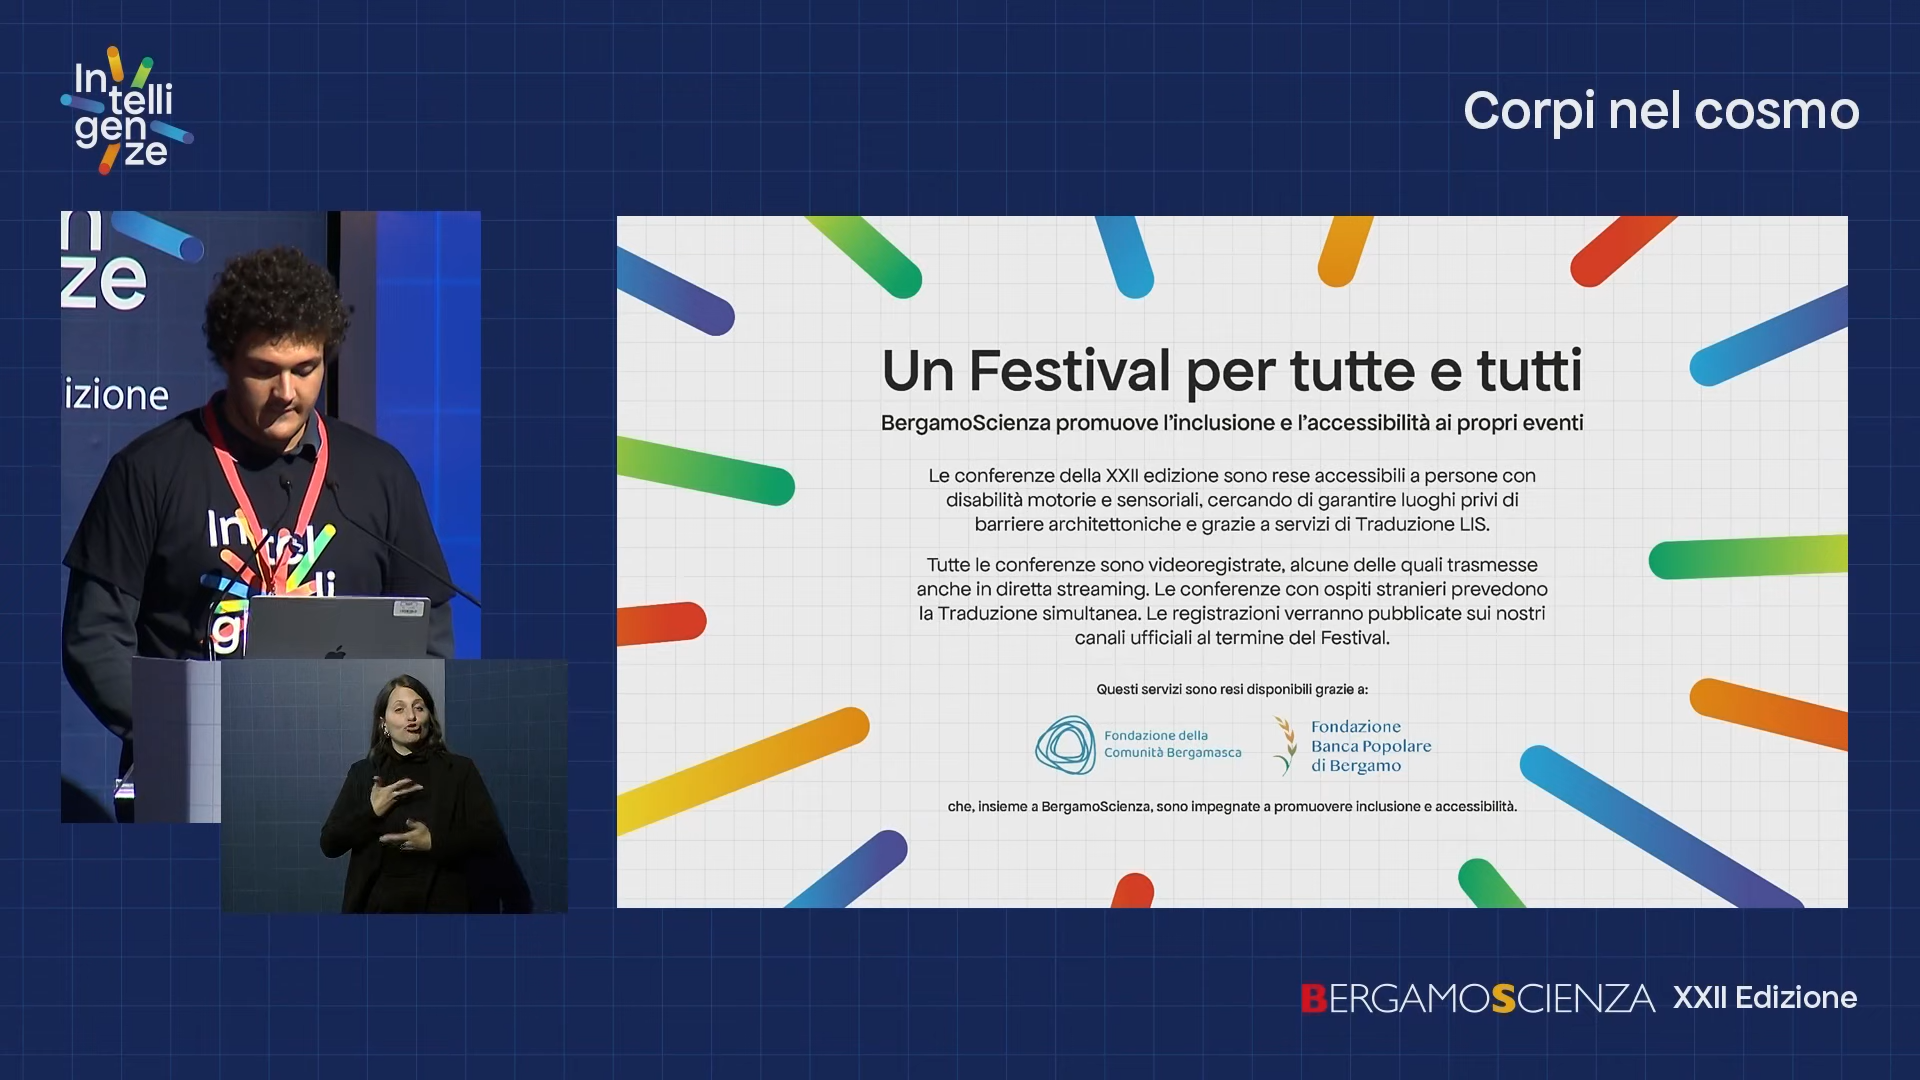 In
telli
gen
ze
Corpi nel cosmo
n
ze
izione
In
tel
li
g
Un Festival per tutte e tutti
BergamoScienza promuove l'inclusione e l'accessibilità ai propri eventi
Le conferenze della XXII edizione sono rese accessibili a persone con
disabilità motorie e sensoriali, cercando di garantire luoghi privi di
barriere architettoniche e grazie a servizi di Traduzione LIS.
Tutte le conferenze sono videoregistrate, alcune delle quali trasmesse
anche in diretta streaming. Le conferenze con ospiti stranieri prevedono
la Traduzione simultanea. Le registrazioni verranno pubblicate sui nostri
canali ufficiali al termine del Festival.
Questi servizi sono resi disponibili grazie a:
Fondazione della
Comunità Bergamasca
Fondazione
Banca Popolare
di Bergamo
che, insieme a BergamoScienza, sono impegnate a promuovere inclusione e accessibilità.
BERGAMOSCIENZA XXII Edizione